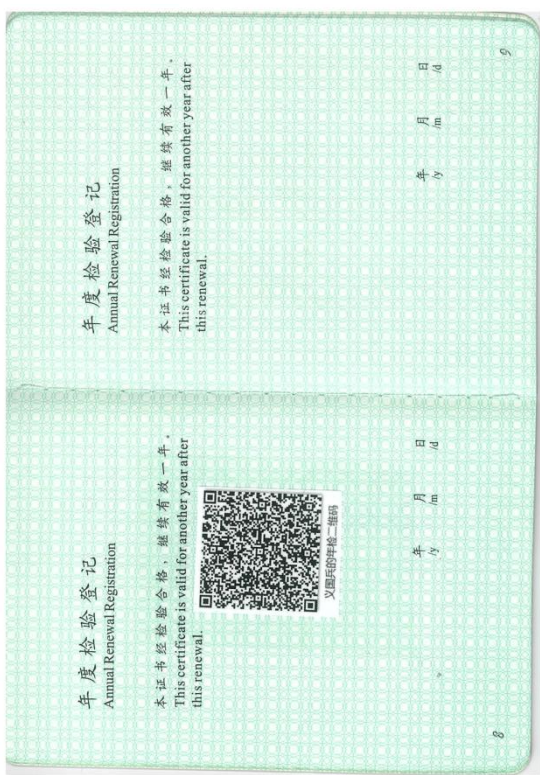 年度检验登记
Annual Renewal Registration
本证书经检验合格，继续有效一年。
This certificate is valid for another year after
this renewal.
义国兵的年检二维码
年 月 日
/y /m /d
8
年度检验登记
Annual Renewal Registration
本证书经检验合格，继续有效一年。
This certificate is valid for another year after
this renewal.
年 月 日
/y /m /d
9